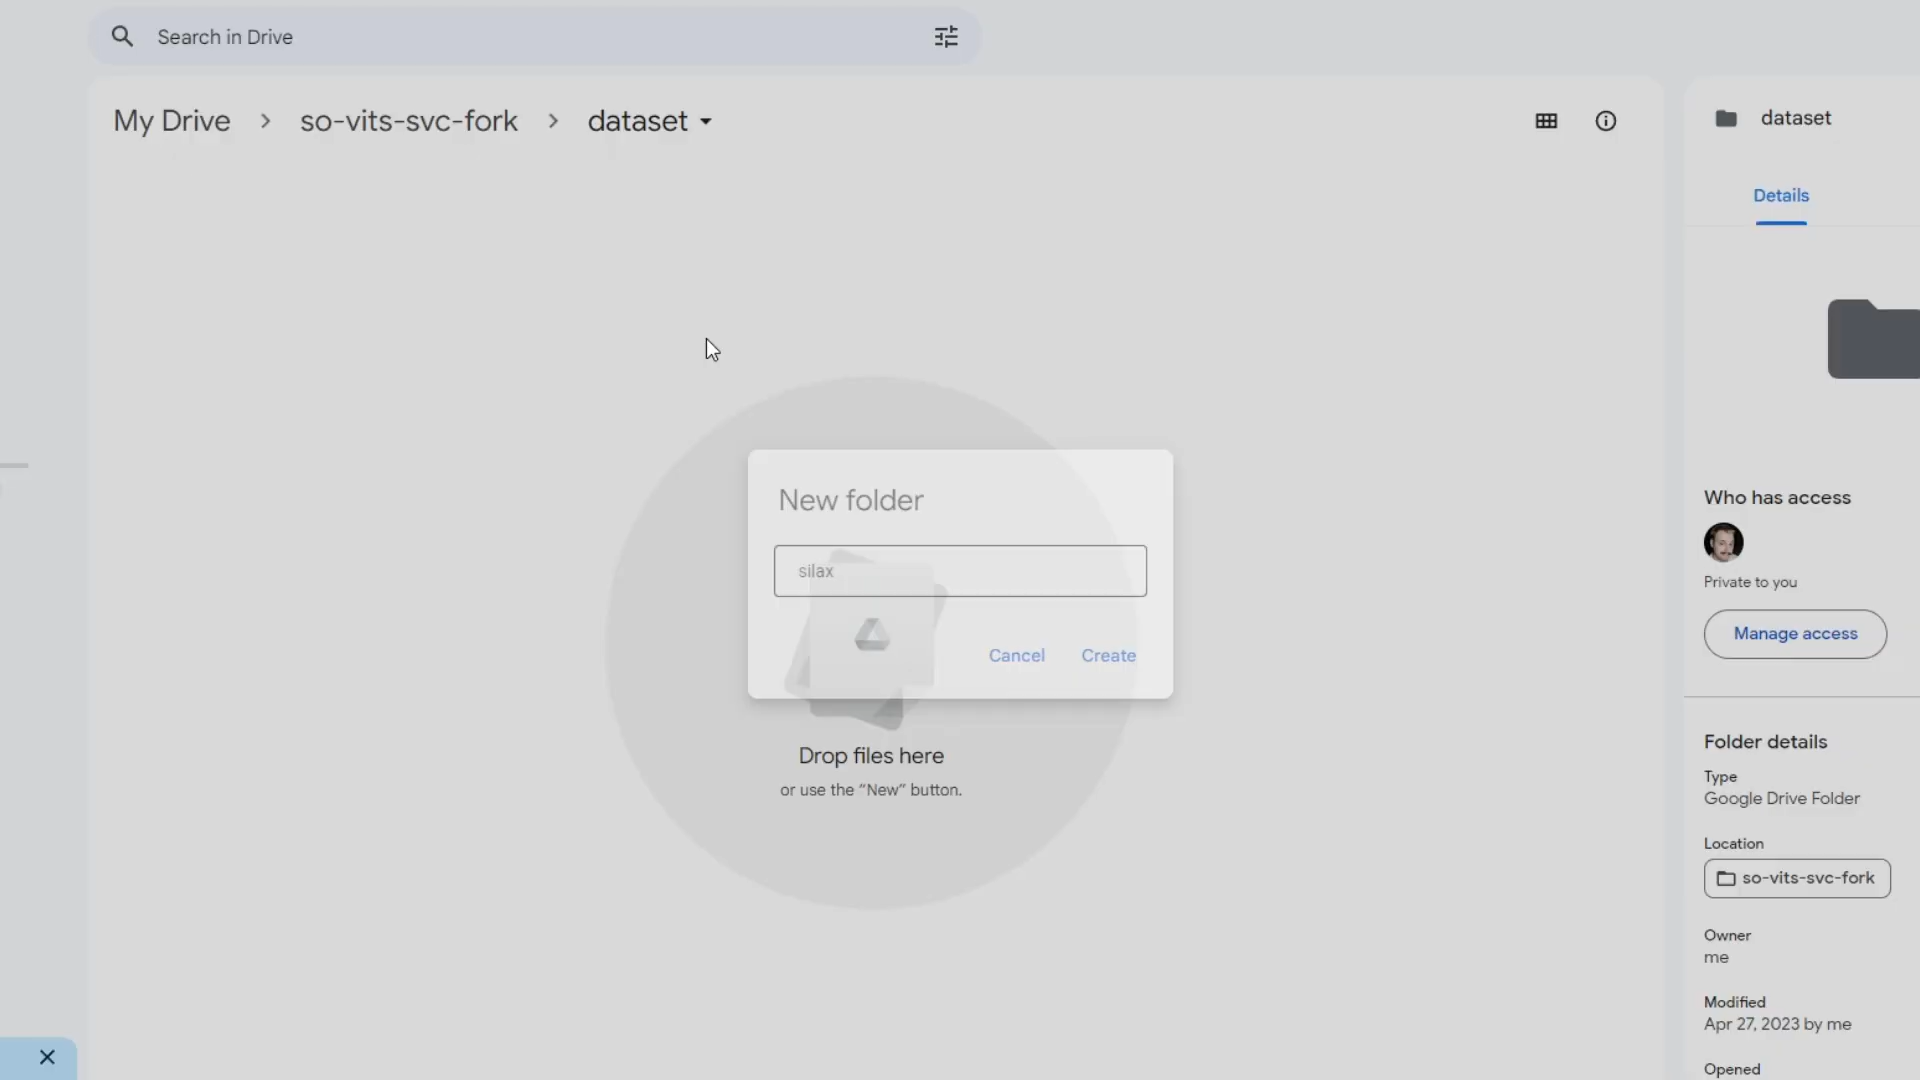 Search in Drive
My Drive > so-vits-svc-fork > dataset
dataset
Details
New folder
silax
Cancel Create
Drop files here
or use the “New” button.
Who has access
Private to you
Manage access
Folder details
Type
Google Drive Folder
Location
so-vits-svc-fork
Owner
me
Modified
Apr 27, 2023 by me
Opened